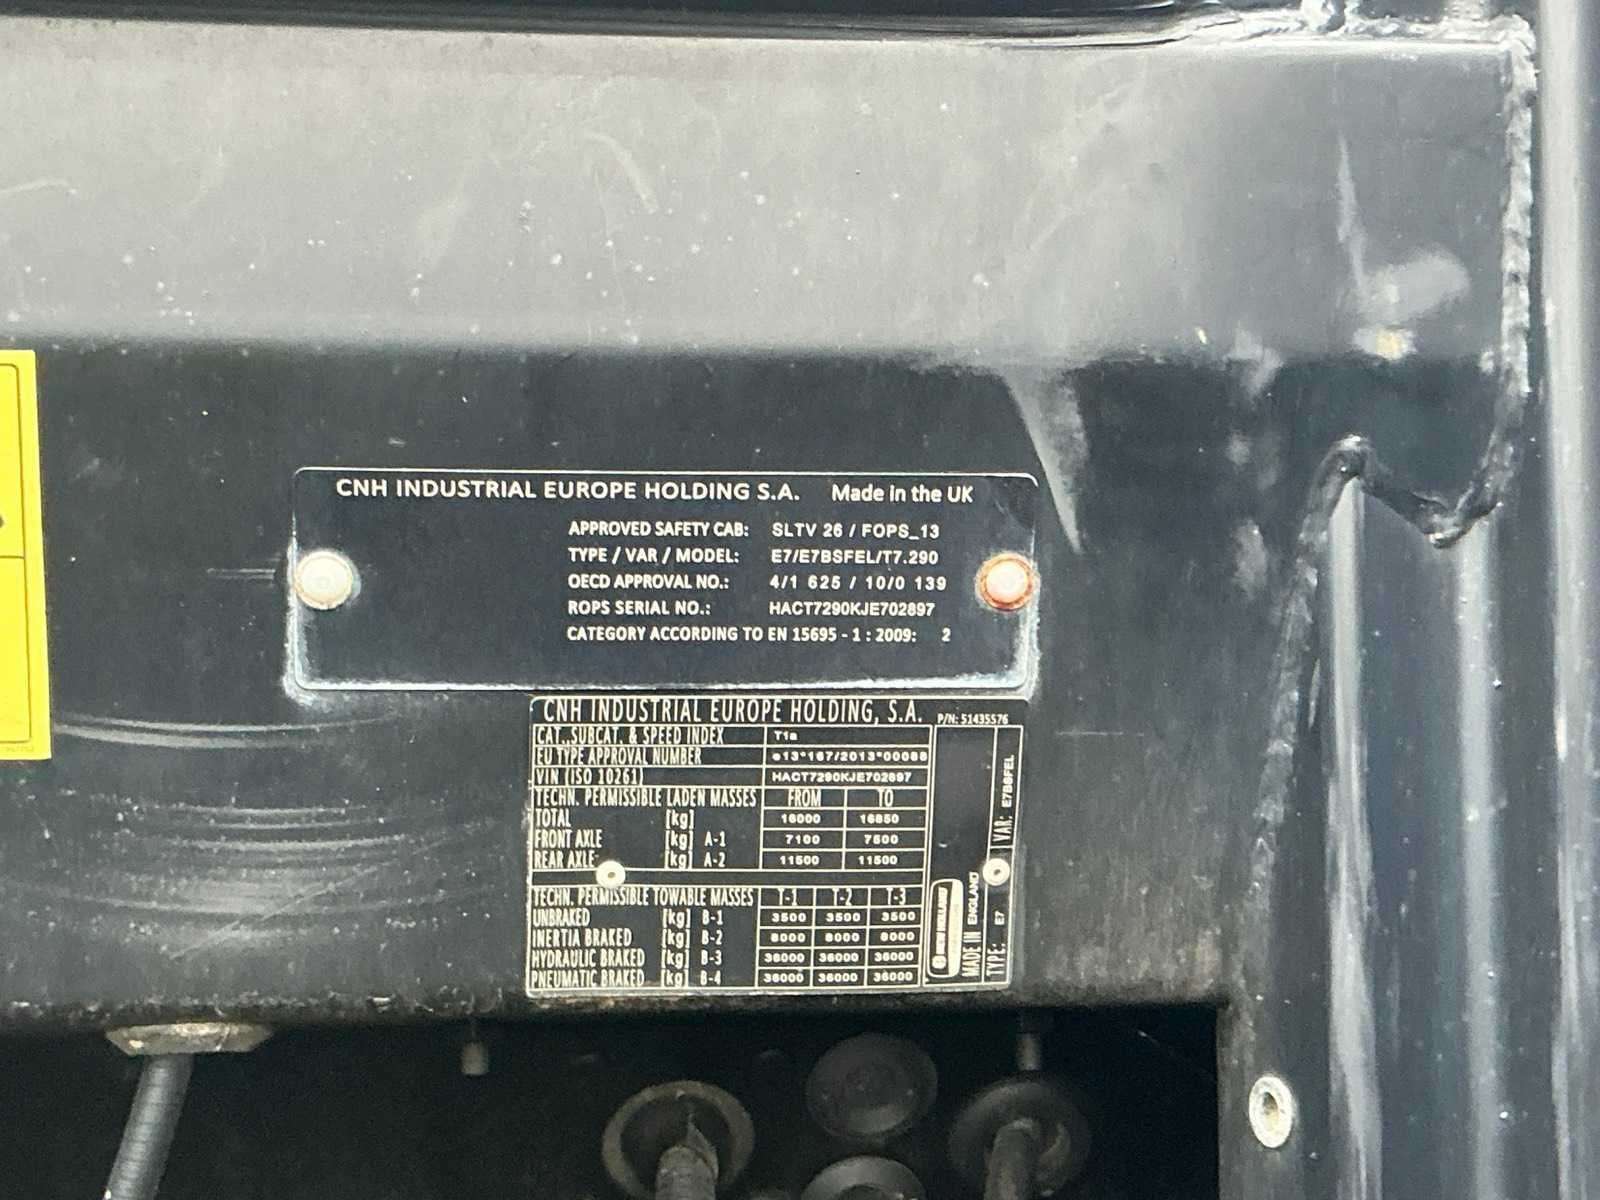 CNH INDUSTRIAL EUROPE HOLDING S.A. Made in the UK
APPROVED SAFETY CAB: SLTV 26 / FOPS_13
TYPE / VAR / MODEL: E7/E7BSFEL/T7.290
OECD APPROVAL NO.: 4/1 625 / 10/0 139
ROPS SERIAL NO.: HACT7290KJE702897
CATEGORY ACCORDING TO EN 15695 - 1 : 2009: 2
CNH INDUSTRIAL EUROPE HOLDING, S.A. P/N: 51435576
CAT., SUBCAT. & SPEED INDEX T1a
EU TYPE APPROVAL NUMBER e13*167/2013*00088
VIN (ISO 10261) HACT7290KJE702897
TECHN. PERMISSIBLE LADEN MASSES FROM TO
TOTAL [kg] 16000 16850
FRONT AXLE [kg] A-1 7100 7500
REAR AXLE [kg] A-2 11500 11500
TECHN. PERMISSIBLE TOWABLE MASSES T-1 T-2 T-3
UNBRAKED [kg] B-1 3500 3500 3500
INERTIA BRAKED [kg] B-2 8000 8000 8000
HYDRAULIC BRAKED [kg] B-3 36000 36000 36000
PNEUMATIC BRAKED [kg] B-4 36000 36000 36000
NEW HOLLAND
MADE IN ENGLAND
TYPE: E7 VAR: E7BSFEL